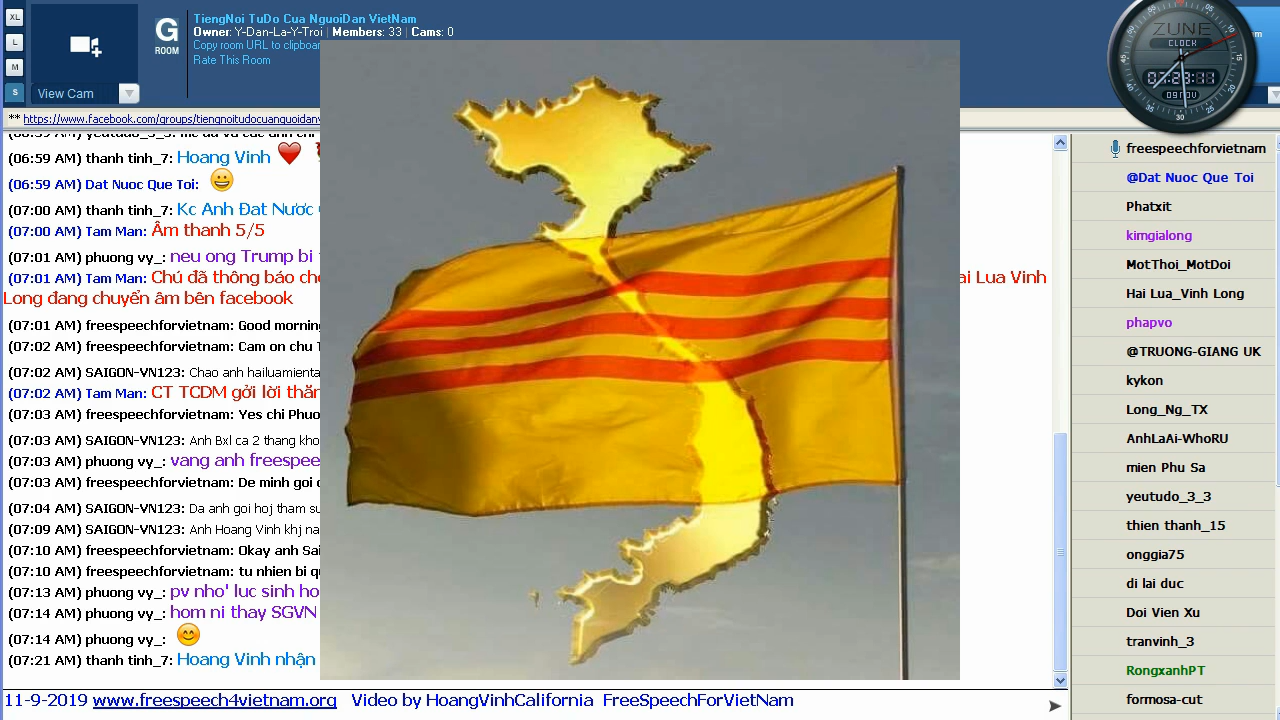 XL
L
M
S
View Cam
G
ROOM
TiengNoi TuDo Cua NguoiDan VietNam
Owner: Y-Dan-La-Y-Troi | Members: 33 | Cams: 0
Copy room URL to clipboar
Rate This Room
ZUNE
CLOCK
09 NOV
** https://www.facebook.com/groups/tiengnoitudocuanguoidanv
(06:59 AM) thanh tinh_7: Hoang Vinh
(06:59 AM) Dat Nuoc Que Toi:
(07:00 AM) thanh tinh_7: Kc Anh Đat Nươc
(07:00 AM) Tam Man: Âm thanh 5/5
(07:01 AM) phuong vy_: neu ong Trump bi
(07:01 AM) Tam Man: Chú đã thông báo ch
ai Lua Vinh
Long đang chuyển âm bên facebook
(07:01 AM) freespeechforvietnam: Good morning
(07:02 AM) freespeechforvietnam: Cam on chu
(07:02 AM) SAIGON-VN123: Chao anh hailuamienta
(07:02 AM) Tam Man: CT TCDM gởi lời thăm
(07:03 AM) freespeechforvietnam: Yes chi Phuo
(07:03 AM) SAIGON-VN123: Anh Bxl ca 2 thang kho
(07:03 AM) phuong vy_: vang anh freespee
(07:03 AM) freespeechforvietnam: De minh goi
(07:04 AM) SAIGON-VN123: Da anh goi hoj tham su
(07:09 AM) SAIGON-VN123: Anh Hoang Vinh khj na
(07:10 AM) freespeechforvietnam: Okay anh Sai
(07:10 AM) freespeechforvietnam: tu nhien bi qu
(07:13 AM) phuong vy_: pv nho' luc sinh ho
(07:14 AM) phuong vy_: hom ni thay SGVN
(07:14 AM) phuong vy_:
(07:21 AM) thanh tinh_7: Hoang Vinh nhận
freespeechforvietnam
@Dat Nuoc Que Toi
Phatxit
kimgialong
MotThoi_MotDoi
Hai Lua_Vinh Long
phapvo
@TRUONG-GIANG UK
kykon
Long_Ng_TX
AnhLaAi-WhoRU
mien Phu Sa
yeutudo_3_3
thien thanh_15
onggia75
di lai duc
Doi Vien Xu
tranvinh_3
RongxanhPT
formosa-cut
11-9-2019 www.freespeech4vietnam.org Video by HoangVinhCalifornia FreeSpeechForVietNam